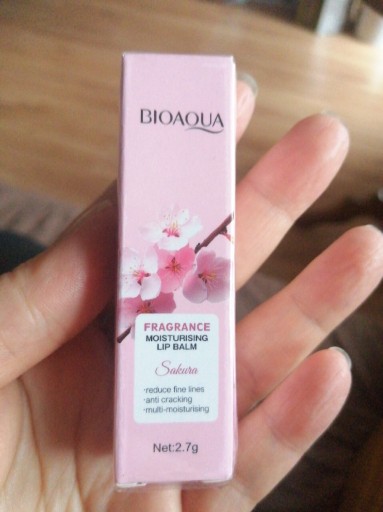 BIOAQUA
FRAGRANCE
MOISTURISING
LIP BALM
Sakura
·reduce fine lines
·anti cracking
·multi-moisturising
Net:2.7g